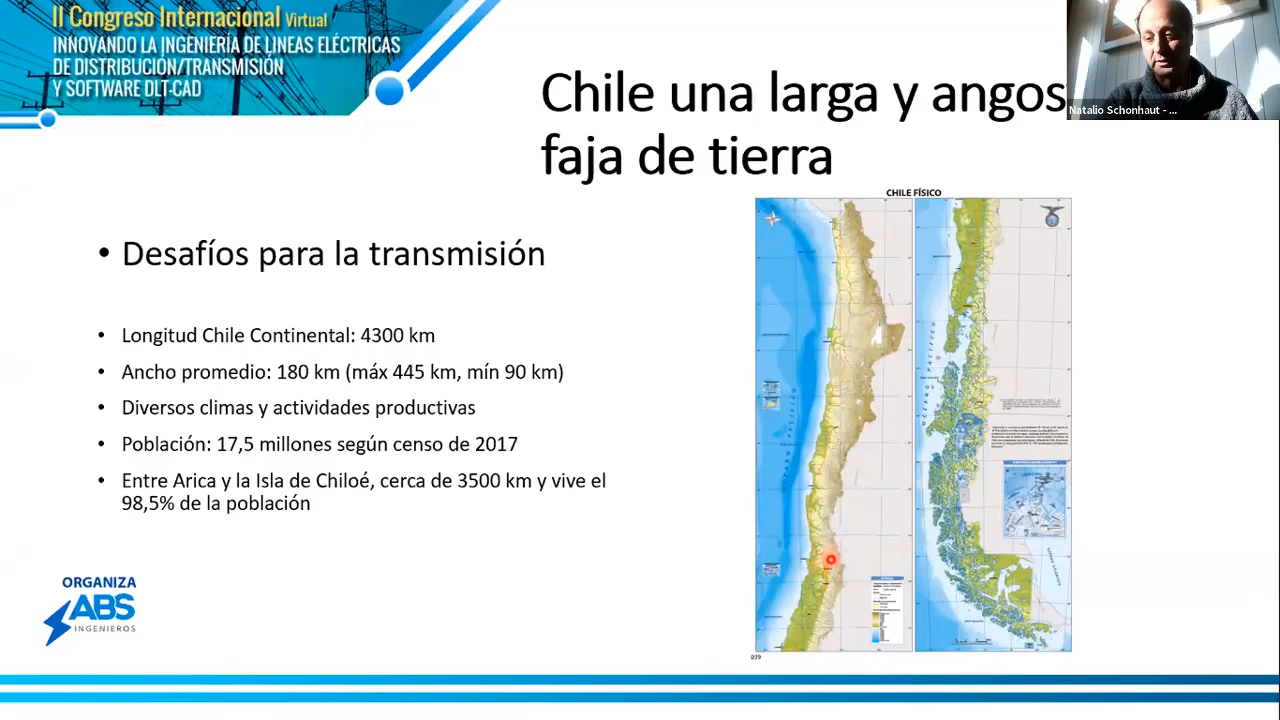 II Congreso Internacional Virtual
INNOVANDO LA INGENIERÍA DE LINEAS ELÉCTRICAS
DE DISTRIBUCIÓN/TRANSMISIÓN
Y SOFTWARE DLT-CAD
Natalio Schonhaut - ...
Chile una larga y angos
faja de tierra
CHILE FÍSICO
• Desafíos para la transmisión
• Longitud Chile Continental: 4300 km
• Ancho promedio: 180 km (máx 445 km, mín 90 km)
• Diversos climas y actividades productivas
• Población: 17,5 millones según censo de 2017
• Entre Arica y la Isla de Chiloé, cerca de 3500 km y vive el
98,5% de la población
ORGANIZA
ABS
INGENIEROS
039